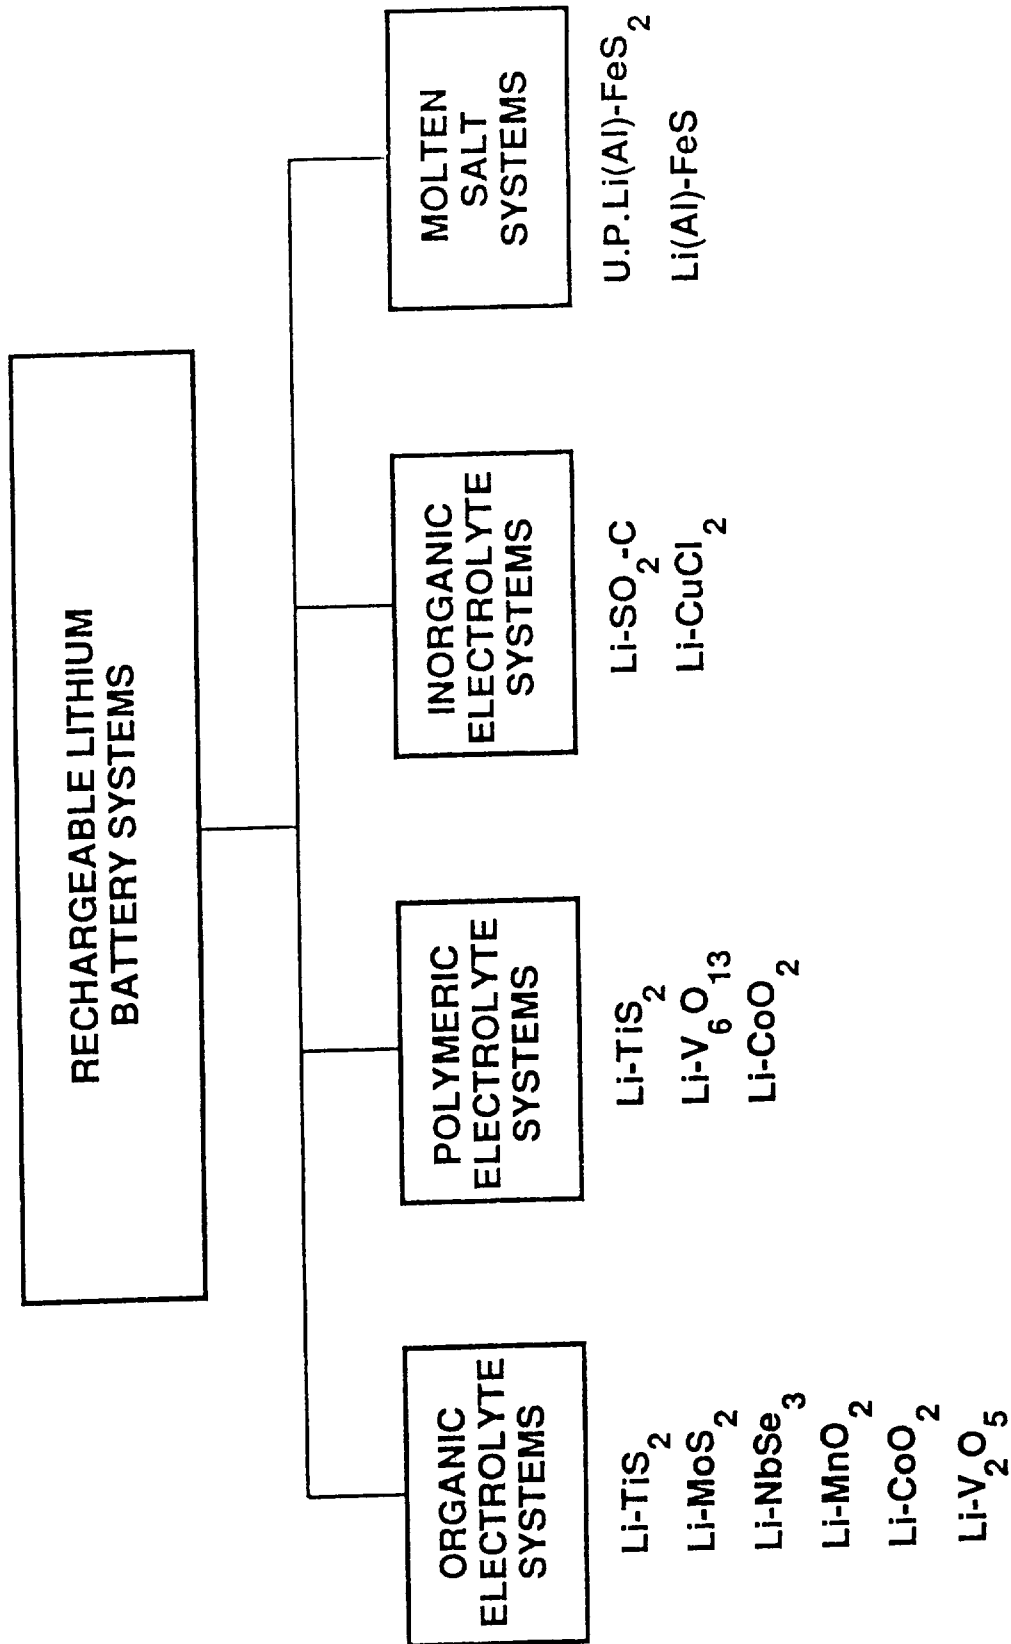 RECHARGEABLE LITHIUM
BATTERY SYSTEMS
ORGANIC
ELECTROLYTE
SYSTEMS
Li-TiS2
Li-MoS2
Li-NbSe3
Li-MnO2
Li-CoO2
Li-V2O5
POLYMERIC
ELECTROLYTE
SYSTEMS
Li-TiS2
Li-V6O13
Li-CoO2
INORGANIC
ELECTROLYTE
SYSTEMS
Li-SO2-C
Li-CuCl2
MOLTEN
SALT
SYSTEMS
U.P.Li(Al)-FeS2
Li(Al)-FeS